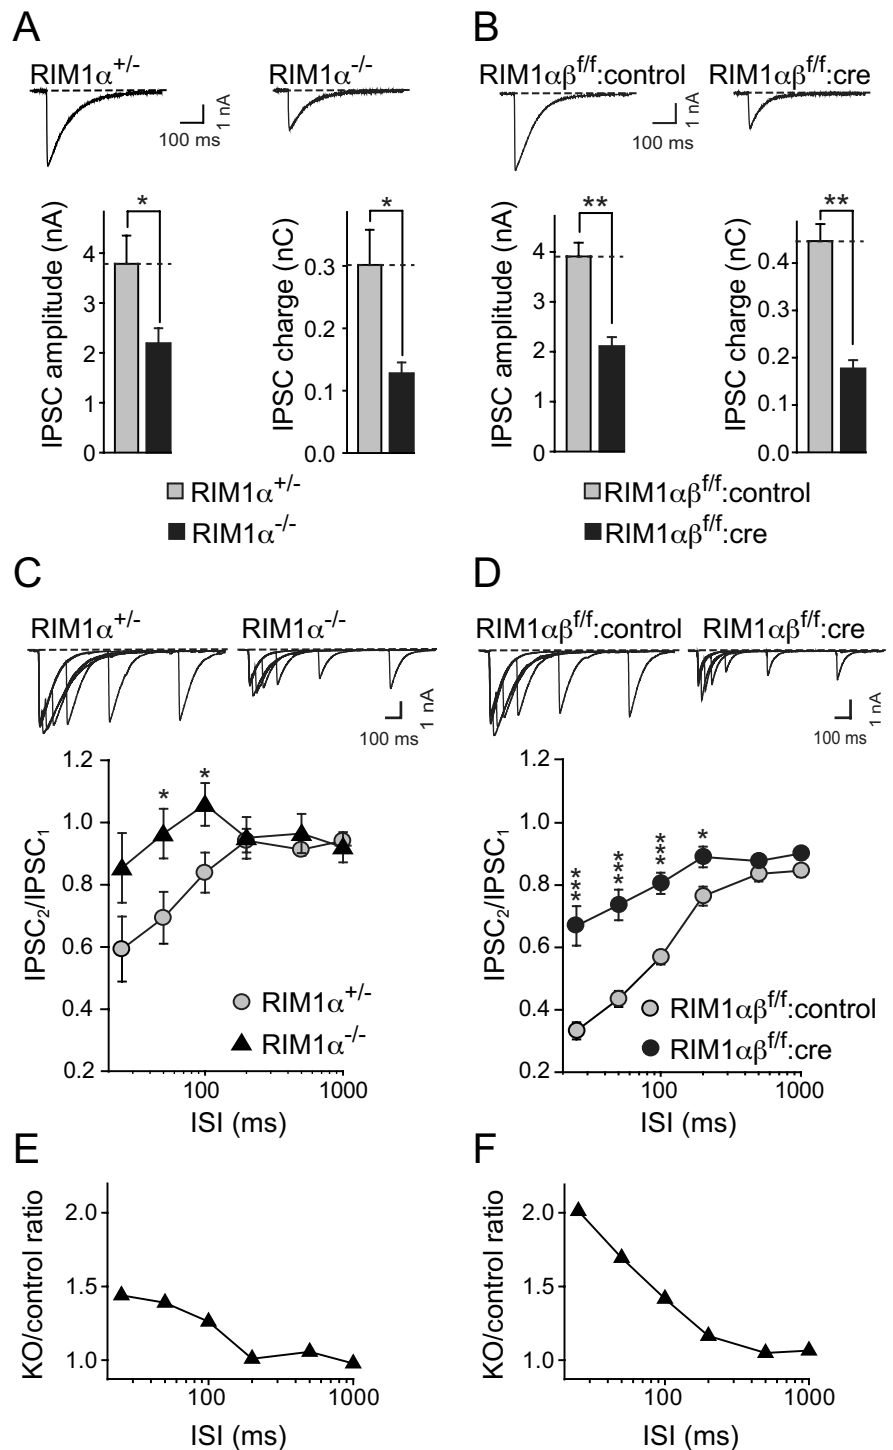 A
B
RIM1α+/-
RIM1α-/-
RIM1αβf/f:control
RIM1αβf/f:cre
100 ms
1 nA
100 ms
1 nA
IPSC amplitude (nA)
4
3
2
1
0
*
IPSC charge (nC)
0.3
0.2
0.1
0.0
*
IPSC amplitude (nA)
4
3
2
1
0
**
IPSC charge (nC)
0.4
0.2
0.1
0.0
**
RIM1α+/-
RIM1α-/-
RIM1αβf/f:control
RIM1αβf/f:cre
C
D
RIM1α+/-
RIM1α-/-
RIM1αβf/f:control
RIM1αβf/f:cre
100 ms
1 nA
100 ms
1 nA
IPSC2/IPSC1
1.2
1.0
0.8
0.6
0.4
0.2
*
*
RIM1α+/-
RIM1α-/-
100
1000
ISI (ms)
IPSC2/IPSC1
1.2
1.0
0.8
0.6
0.4
0.2
***
***
***
*
RIM1αβf/f:control
RIM1αβf/f:cre
100
1000
ISI (ms)
E
F
KO/control ratio
2.0
1.5
1.0
100
1000
ISI (ms)
KO/control ratio
2.0
1.5
1.0
100
1000
ISI (ms)